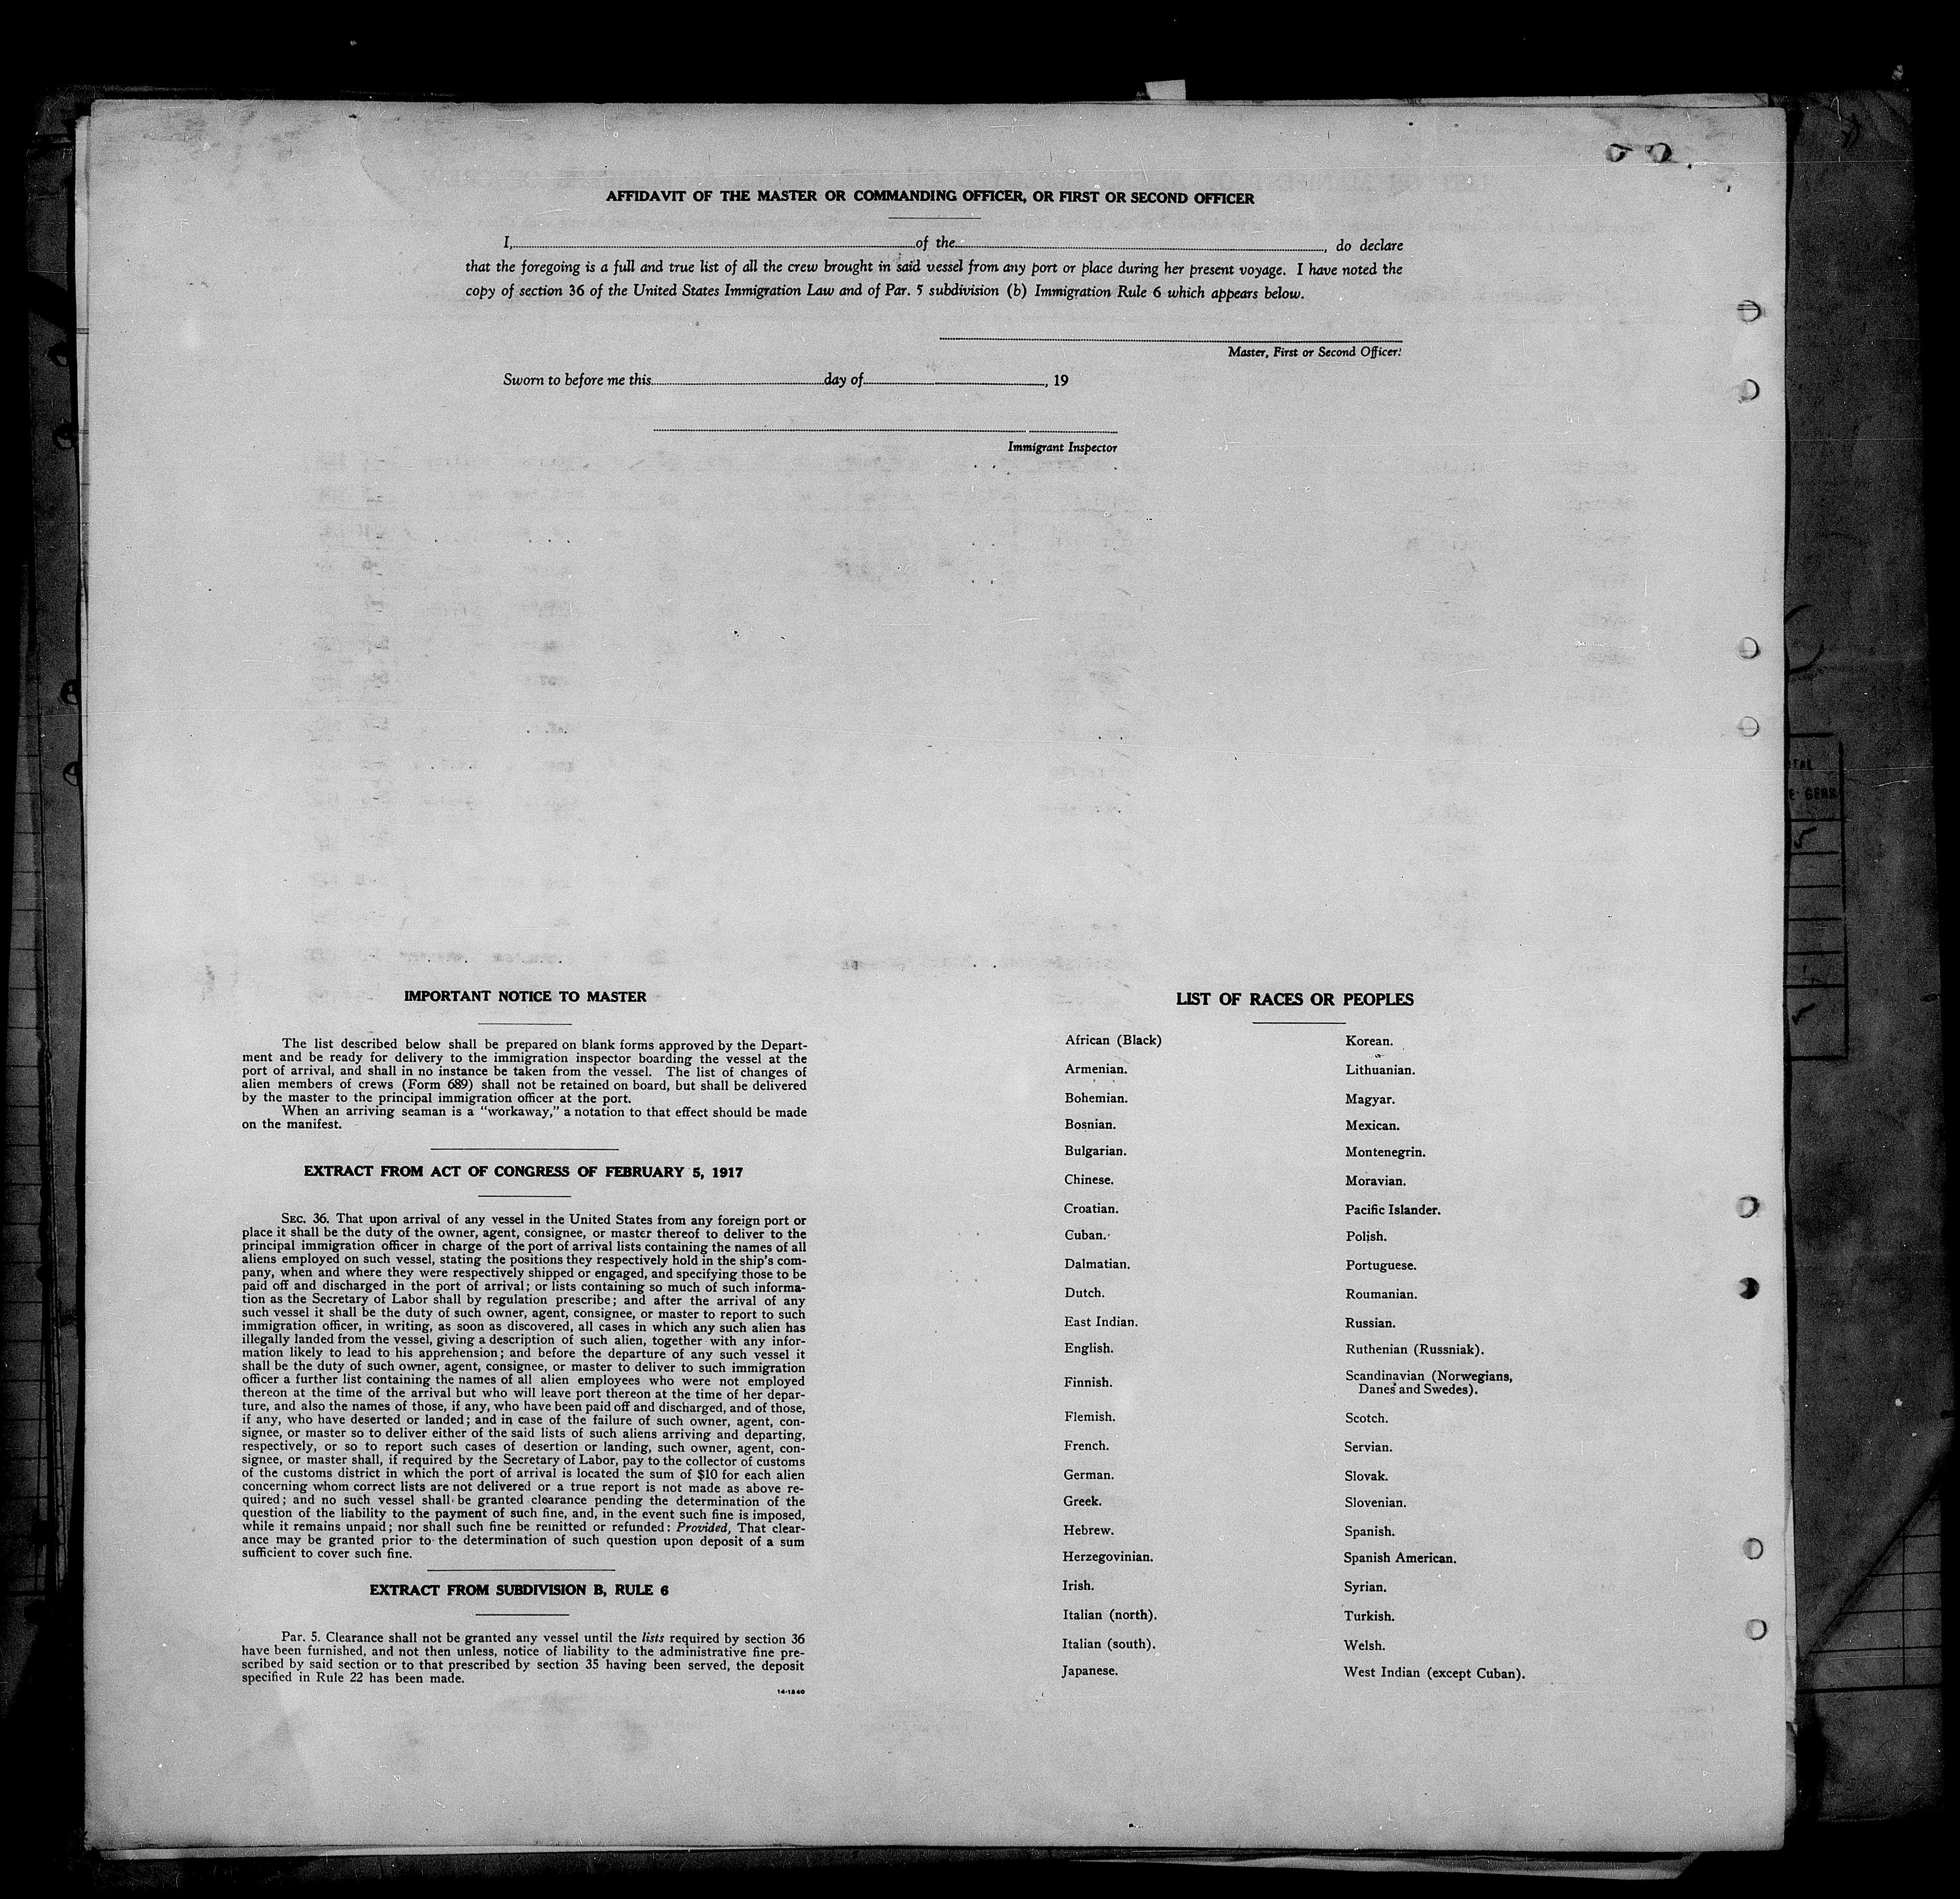 AFFIDAVIT OF THE MASTER OR COMMANDING OFFICER, OR FIRST OR SECOND OFFICER
I, of the , do declare
that the foregoing is a full and true list of all the crew brought in said vessel from any port or place during her present voyage. I have noted the
copy of section 36 of the United States Immigration Law and of Par. 5 subdivision (b) Immigration Rule 6 which appears below.
Master, First or Second Officer.
Sworn to before me this day of , 19
Immigrant Inspector
IMPORTANT NOTICE TO MASTER
The list described below shall be prepared on blank forms approved by the Depart-
ment and be ready for delivery to the immigration inspector boarding the vessel at the
port of arrival, and shall in no instance be taken from the vessel. The list of changes of
alien members of crews (Form 689) shall not be retained on board, but shall be delivered
by the master to the principal immigration officer at the port.
When an arriving seaman is a "workaway," a notation to that effect should be made
on the manifest.
EXTRACT FROM ACT OF CONGRESS OF FEBRUARY 5, 1917
SEC. 36. That upon arrival of any vessel in the United States from any foreign port or
place it shall be the duty of the owner, agent, consignee, or master thereof to deliver to the
principal immigration officer in charge of the port of arrival lists containing the names of all
aliens employed on such vessel, stating the positions they respectively hold in the ship's com-
pany, when and where they were respectively shipped or engaged, and specifying those to be
paid off and discharged in the port of arrival; or lists containing so much of such informa-
tion as the Secretary of Labor shall by regulation prescribe; and after the arrival of any
such vessel it shall be the duty of such owner, agent, consignee, or master to report to such
immigration officer, in writing, as soon as discovered, all cases in which any such alien has
illegally landed from the vessel, giving a description of such alien, together with any infor-
mation likely to lead to his apprehension; and before the departure of any such vessel it
shall be the duty of such owner, agent, consignee, or master to deliver to such immigration
officer a further list containing the names of all alien employees who were not employed
thereon at the time of the arrival but who will leave port thereon at the time of her depar-
ture, and also the names of those, if any, who have been paid off and discharged, and of those,
if any, who have deserted or landed; and in case of the failure of such owner, agent, con-
signee, or master so to deliver either of the said lists of such aliens arriving and departing,
respectively, or so to report such cases of desertion or landing, such owner, agent, con-
signee, or master shall, if required by the Secretary of Labor, pay to the collector of customs
of the customs district in which the port of arrival is located the sum of $10 for each alien
concerning whom correct lists are not delivered or a true report is not made as above re-
quired; and no such vessel shall be granted clearance pending the determination of the
question of the liability to the payment of such fine, and, in the event such fine is imposed,
while it remains unpaid; nor shall such fine be remitted or refunded: Provided, That clear-
ance may be granted prior to the determination of such question upon deposit of a sum
sufficient to cover such fine.
EXTRACT FROM SUBDIVISION B, RULE 6
Par. 5. Clearance shall not be granted any vessel until the lists required by section 36
have been furnished, and not then unless, notice of liability to the administrative fine pre-
scribed by said section or to that prescribed by section 35 having been served, the deposit
specified in Rule 22 has been made.
14-1240
LIST OF RACES OR PEOPLES
African (Black)
Armenian.
Bohemian.
Bosnian.
Bulgarian.
Chinese.
Croatian.
Cuban.
Dalmatian.
Dutch.
East Indian.
English.
Finnish.
Flemish.
French.
German.
Greek.
Hebrew.
Herzegovinian.
Irish.
Italian (north).
Italian (south).
Japanese.
Korean.
Lithuanian.
Magyar.
Mexican.
Montenegrin.
Moravian.
Pacific Islander.
Polish.
Portuguese.
Roumanian.
Russian.
Ruthenian (Russniak).
Scandinavian (Norwegians,
Danes and Swedes).
Scotch.
Servian.
Slovak.
Slovenian.
Spanish.
Spanish American.
Syrian.
Turkish.
Welsh.
West Indian (except Cuban).